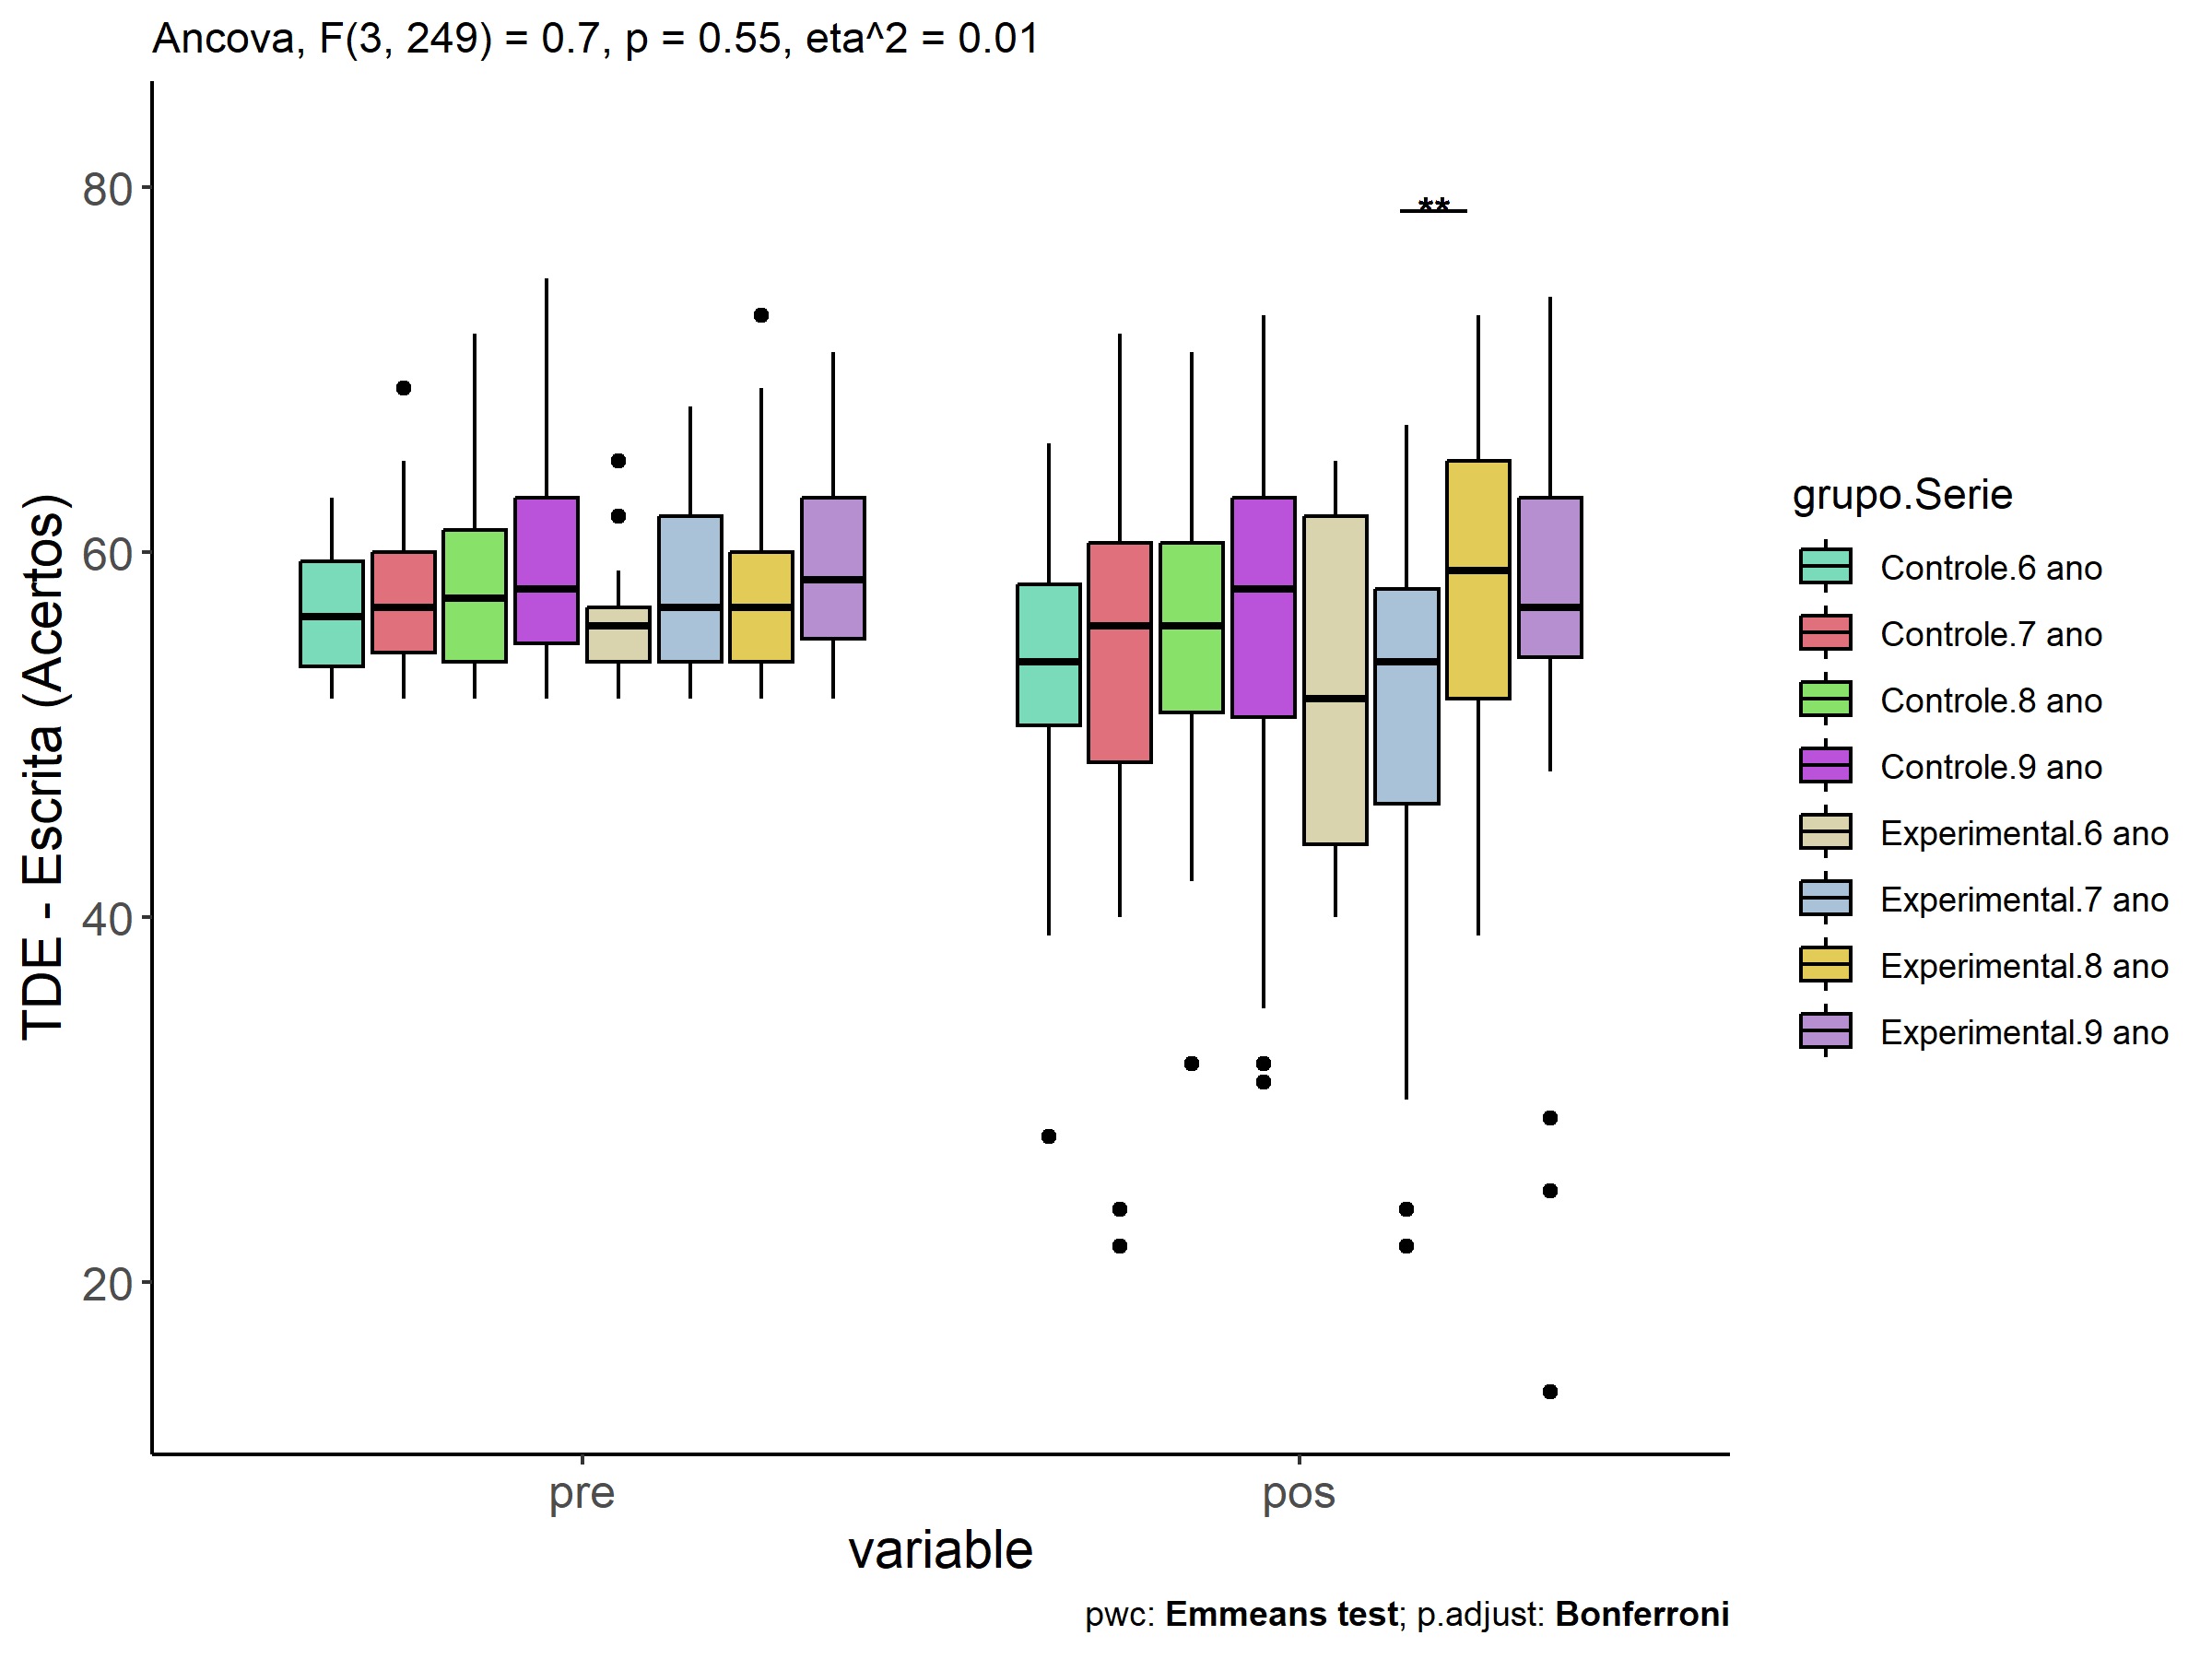 Ancova, F(3, 249) = 0.7, p = 0.55, eta^2 = 0.01
TDE - Escrita (Acertos)
80
60
40
20
**
pre
pos
variable
grupo.Serie
Controle.6 ano
Controle.7 ano
Controle.8 ano
Controle.9 ano
Experimental.6 ano
Experimental.7 ano
Experimental.8 ano
Experimental.9 ano
pwc: Emmeans test; p.adjust: Bonferroni